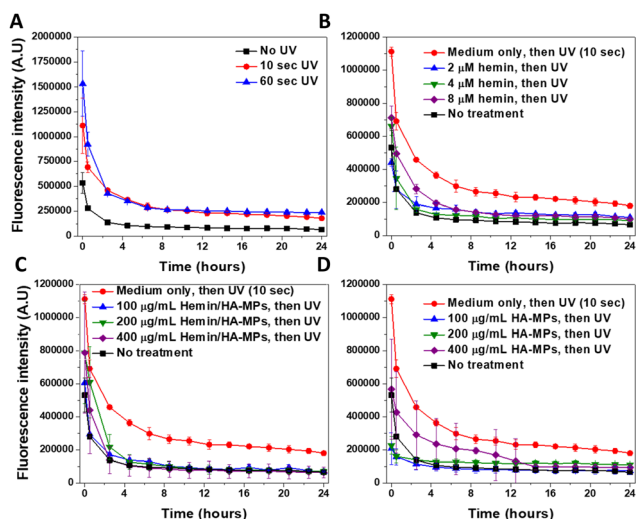 A
Fluorescence intensity (A.U)
2000000
1750000
1500000
1250000
1000000
750000
500000
250000
0
No UV
10 sec UV
60 sec UV
0 4 8 12 16 20 24
Time (hours)
B
1200000
1000000
800000
600000
400000
200000
0
Medium only, then UV (10 sec)
2 μM hemin, then UV
4 μM hemin, then UV
8 μM hemin, then UV
No treatment
0 4 8 12 16 20 24
Time (hours)
C
Fluorescence intensity (A.U)
1200000
1000000
800000
600000
400000
200000
0
Medium only, then UV (10 sec)
100 μg/mL Hemin/HA-MPs, then UV
200 μg/mL Hemin/HA-MPs, then UV
400 μg/mL Hemin/HA-MPs, then UV
No treatment
0 4 8 12 16 20 24
Time (hours)
D
1200000
1000000
800000
600000
400000
200000
0
Medium only, then UV (10 sec)
100 μg/mL HA-MPs, then UV
200 μg/mL HA-MPs, then UV
400 μg/mL HA-MPs, then UV
No treatment
0 4 8 12 16 20 24
Time (hours)